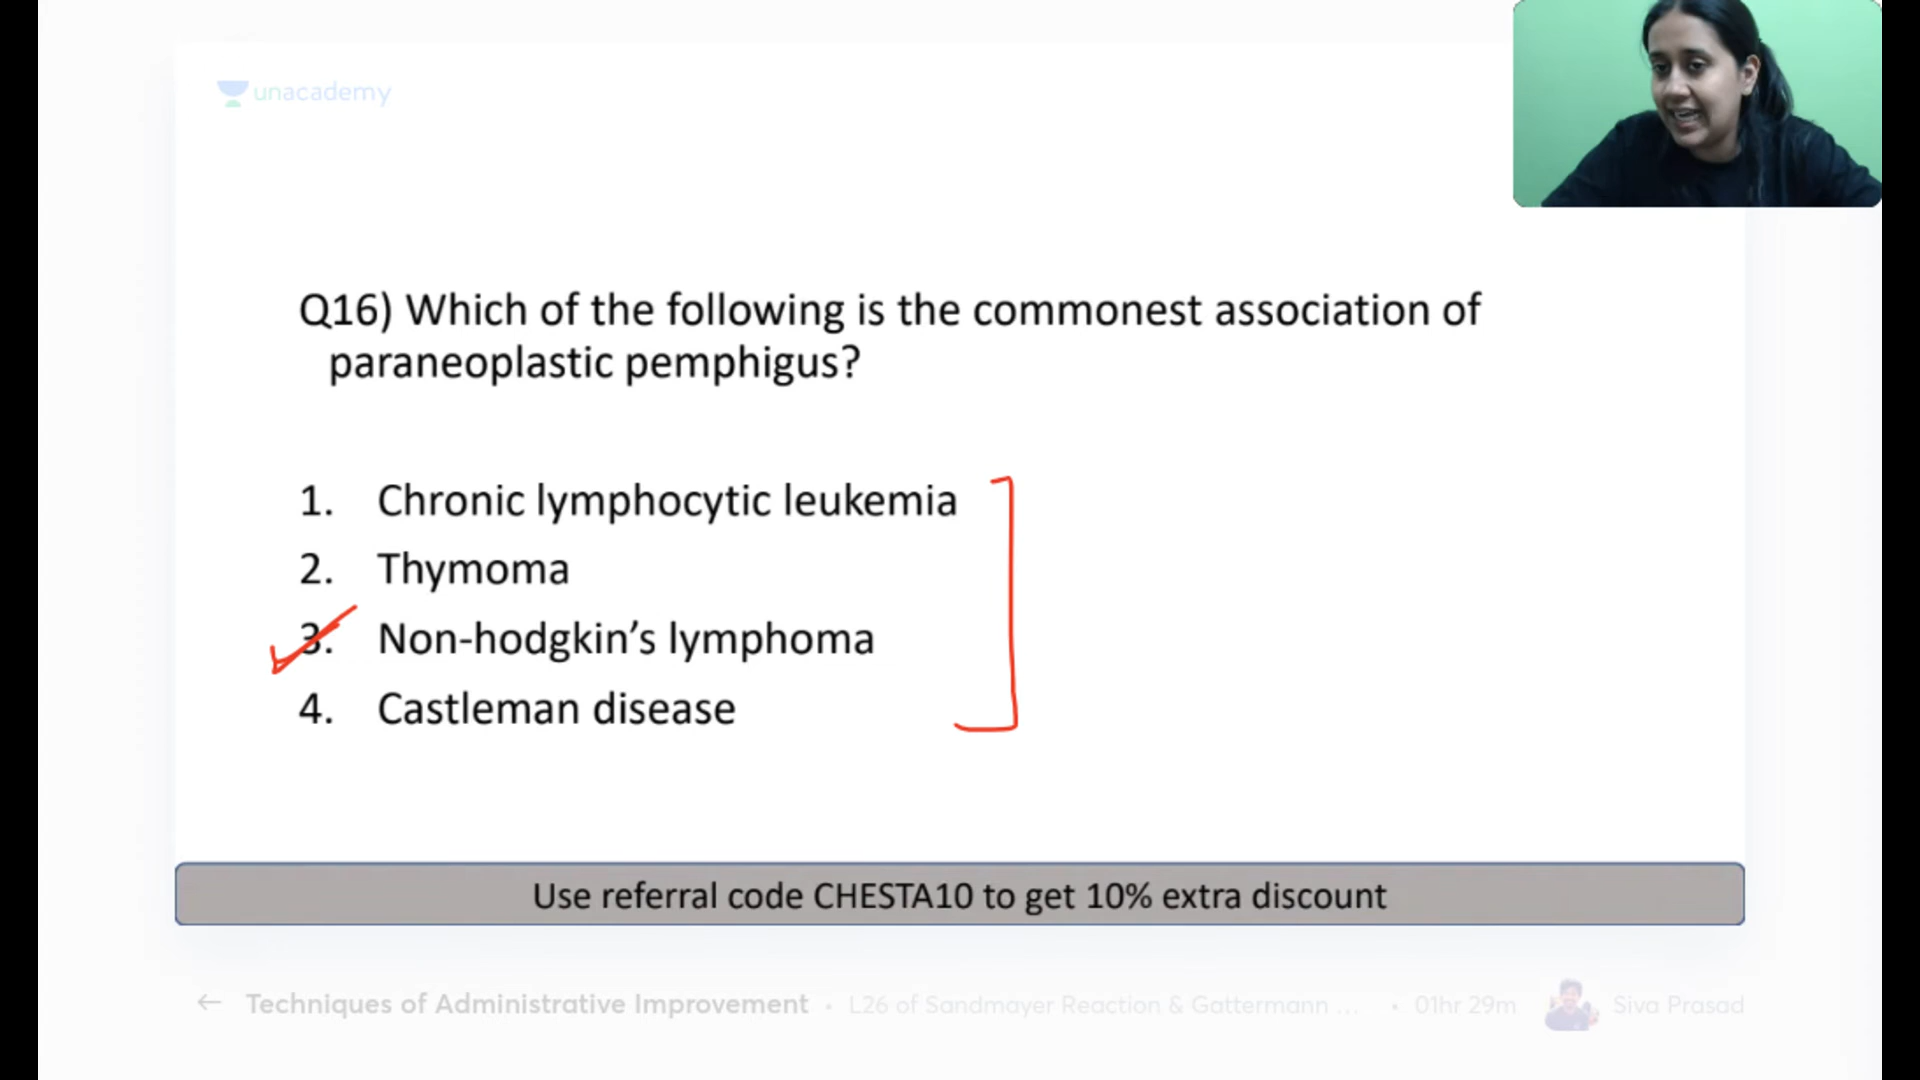 unacademy
Q16) Which of the following is the commonest association of
paraneoplastic pemphigus?
1. Chronic lymphocytic leukemia
2. Thymoma
3. Non-hodgkin’s lymphoma
4. Castleman disease
Use referral code CHESTA10 to get 10% extra discount
← Techniques of Administrative Improvement • L26 of Sandmayer Reaction & Gattermann ... • 01hr 29m Siva Prasad